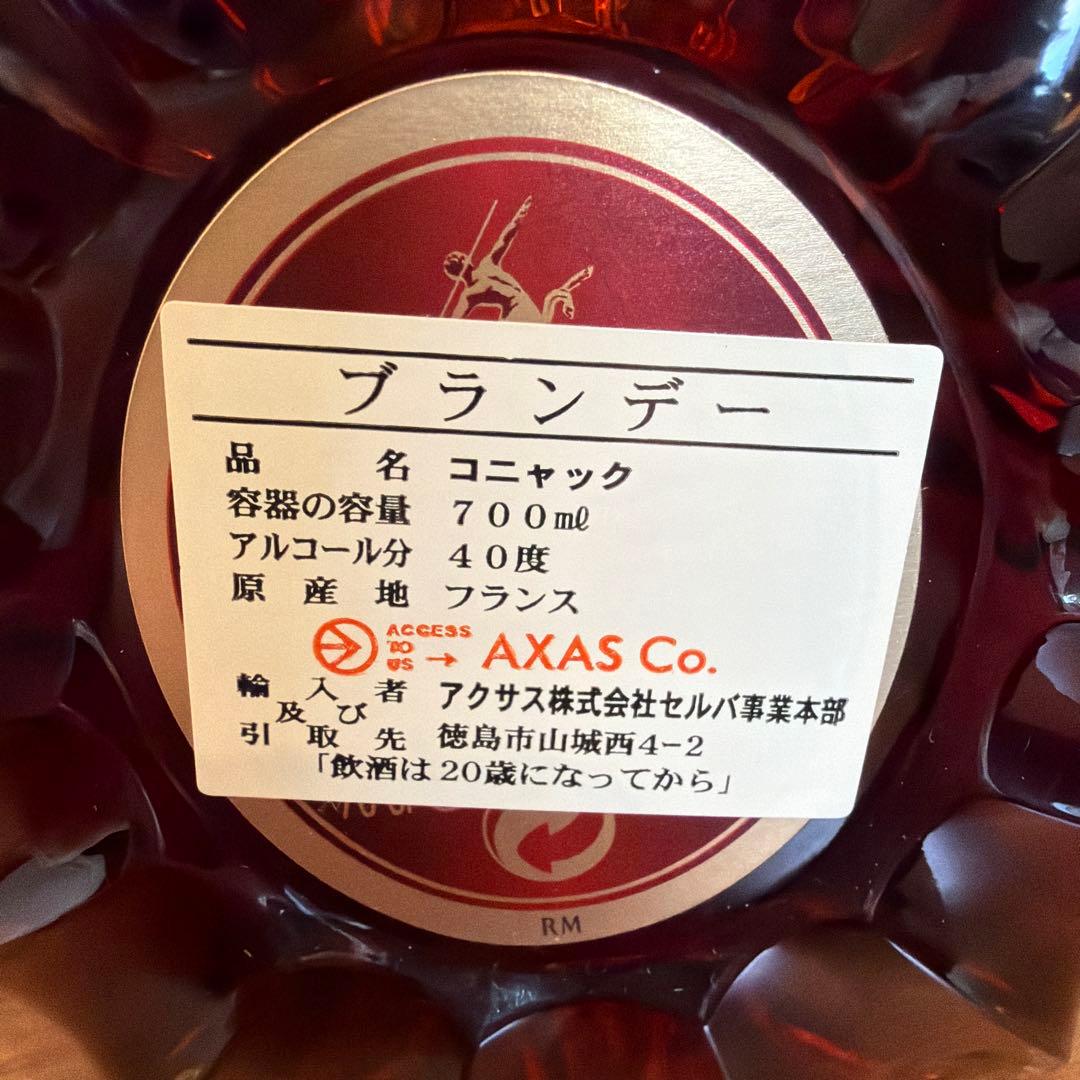 ブランデー
品名 コニャック
容器の容量 700㎖
アルコール分 40度
原産地 フランス
ACCESS TO US → AXAS Co.
輸入者 アクサス株式会社セルバ事業本部
及び
引取先 徳島市山城西4-2
「飲酒は20歳になってから」
RM